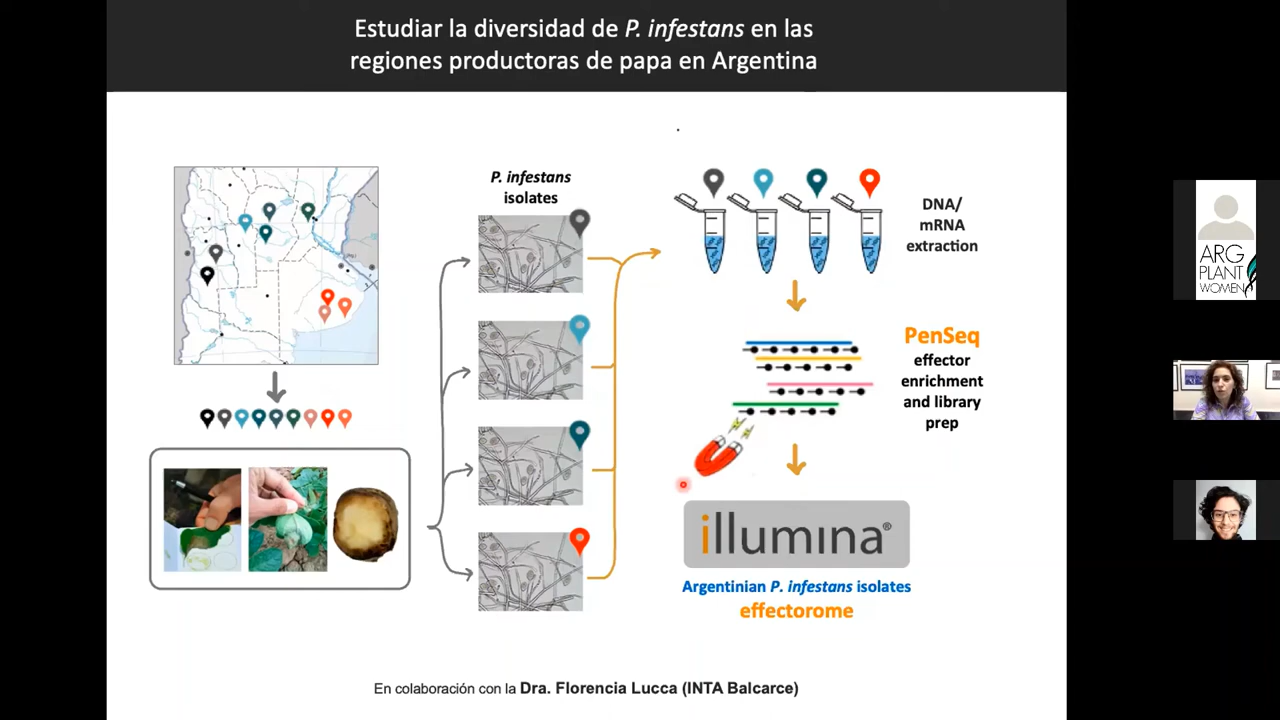 Estudiar la diversidad de P. infestans en las
regiones productoras de papa en Argentina
P. infestans
isolates
DNA/
mRNA
extraction
PenSeq
effector
enrichment
and library
prep
illumina®
Argentinian P. infestans isolates
effectorome
En colaboración con la Dra. Florencia Lucca (INTA Balcarce)
ARG
PLANT
WOMEN